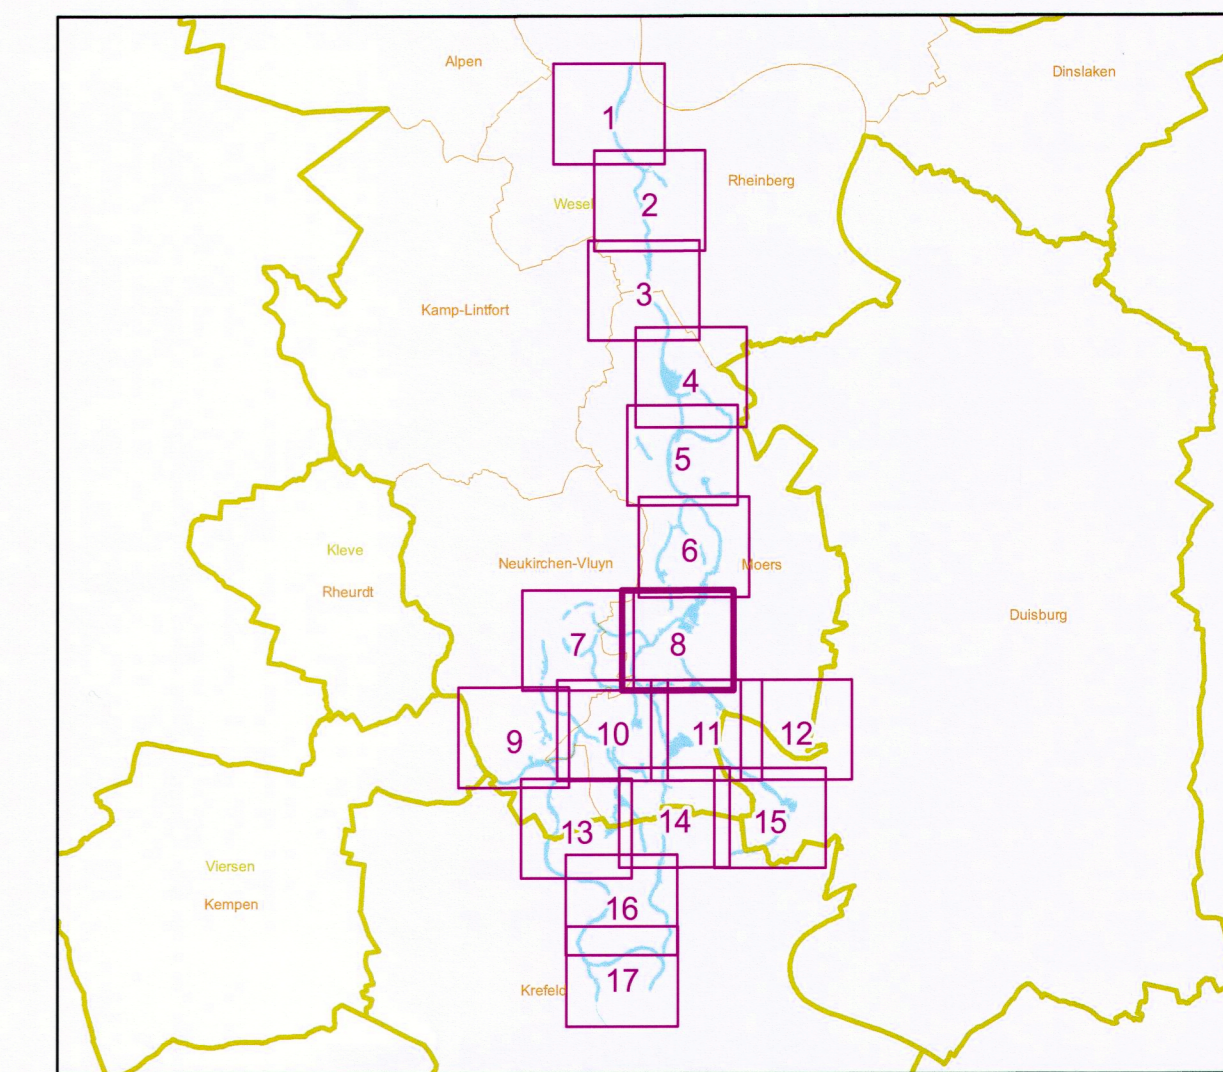 Alpen
Dinslaken
1
Rheinberg
Wesel
2
3
Kamp-Lintfort
4
5
Kleve
Neukirchen-Vluyn
6
Moers
Rheurdt
Duisburg
7
8
9
10
11
12
13
14
15
Viersen
Kempen
16
17
Krefeld